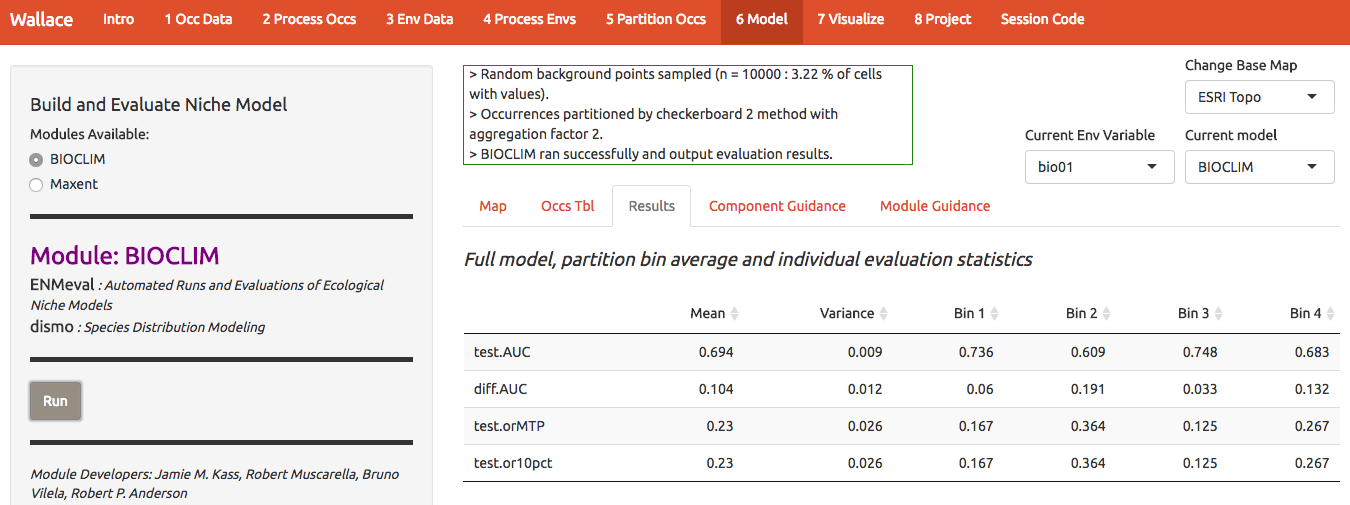 Wallace Intro 1 Occ Data 2 Process Occs 3 Env Data 4 Process Envs 5 Partition Occs 6 Model 7 Visualize 8 Project Session Code
Build and Evaluate Niche Model
Modules Available:
BIOCLIM
Maxent
Module: BIOCLIM
ENMeval : Automated Runs and Evaluations of Ecological
Niche Models
dismo : Species Distribution Modeling
Run
Module Developers: Jamie M. Kass, Robert Muscarella, Bruno
Vilela, Robert P. Anderson
> Random background points sampled (n = 10000 : 3.22 % of cells
with values).
> Occurrences partitioned by checkerboard 2 method with
aggregation factor 2.
> BIOCLIM ran successfully and output evaluation results.
Change Base Map
ESRI Topo
Current Env Variable Current model
bio01 BIOCLIM
Map Occs Tbl Results Component Guidance Module Guidance
Full model, partition bin average and individual evaluation statistics
Mean Variance Bin 1 Bin 2 Bin 3 Bin 4
test.AUC 0.694 0.009 0.736 0.609 0.748 0.683
diff.AUC 0.104 0.012 0.06 0.191 0.033 0.132
test.orMTP 0.23 0.026 0.167 0.364 0.125 0.267
test.or10pct 0.23 0.026 0.167 0.364 0.125 0.267